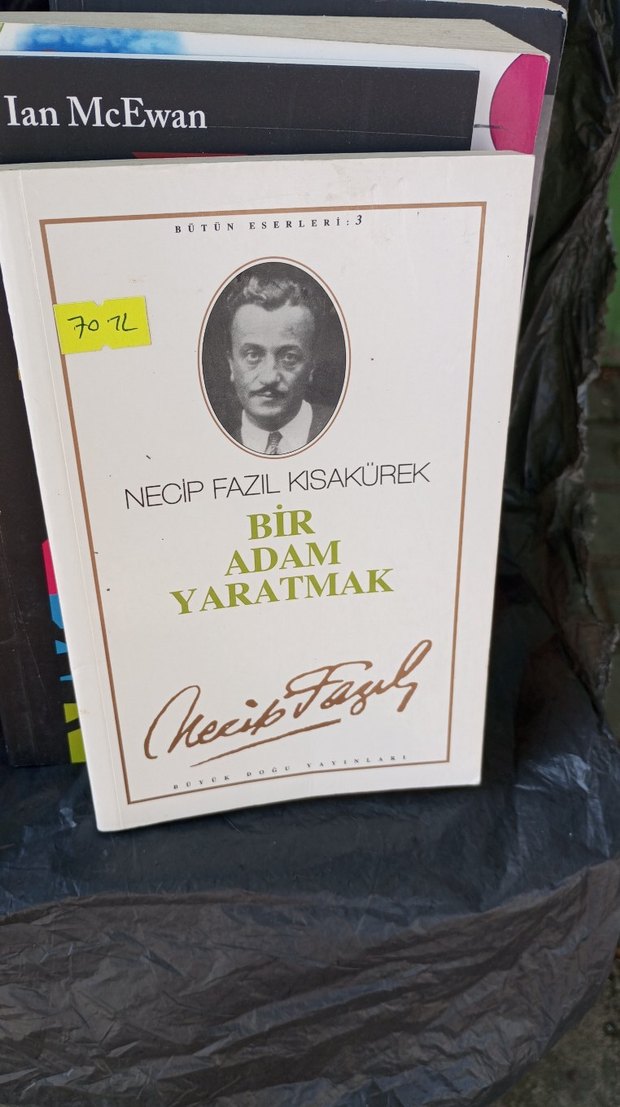 Ian McEwan
BÜTÜN ESERLERİ: 3
70 TL
NECİP FAZIL KISAKÜREK
BİR
ADAM
YARATMAK
Necip Fazıl
BÜYÜK DOĞU YAYINLARI